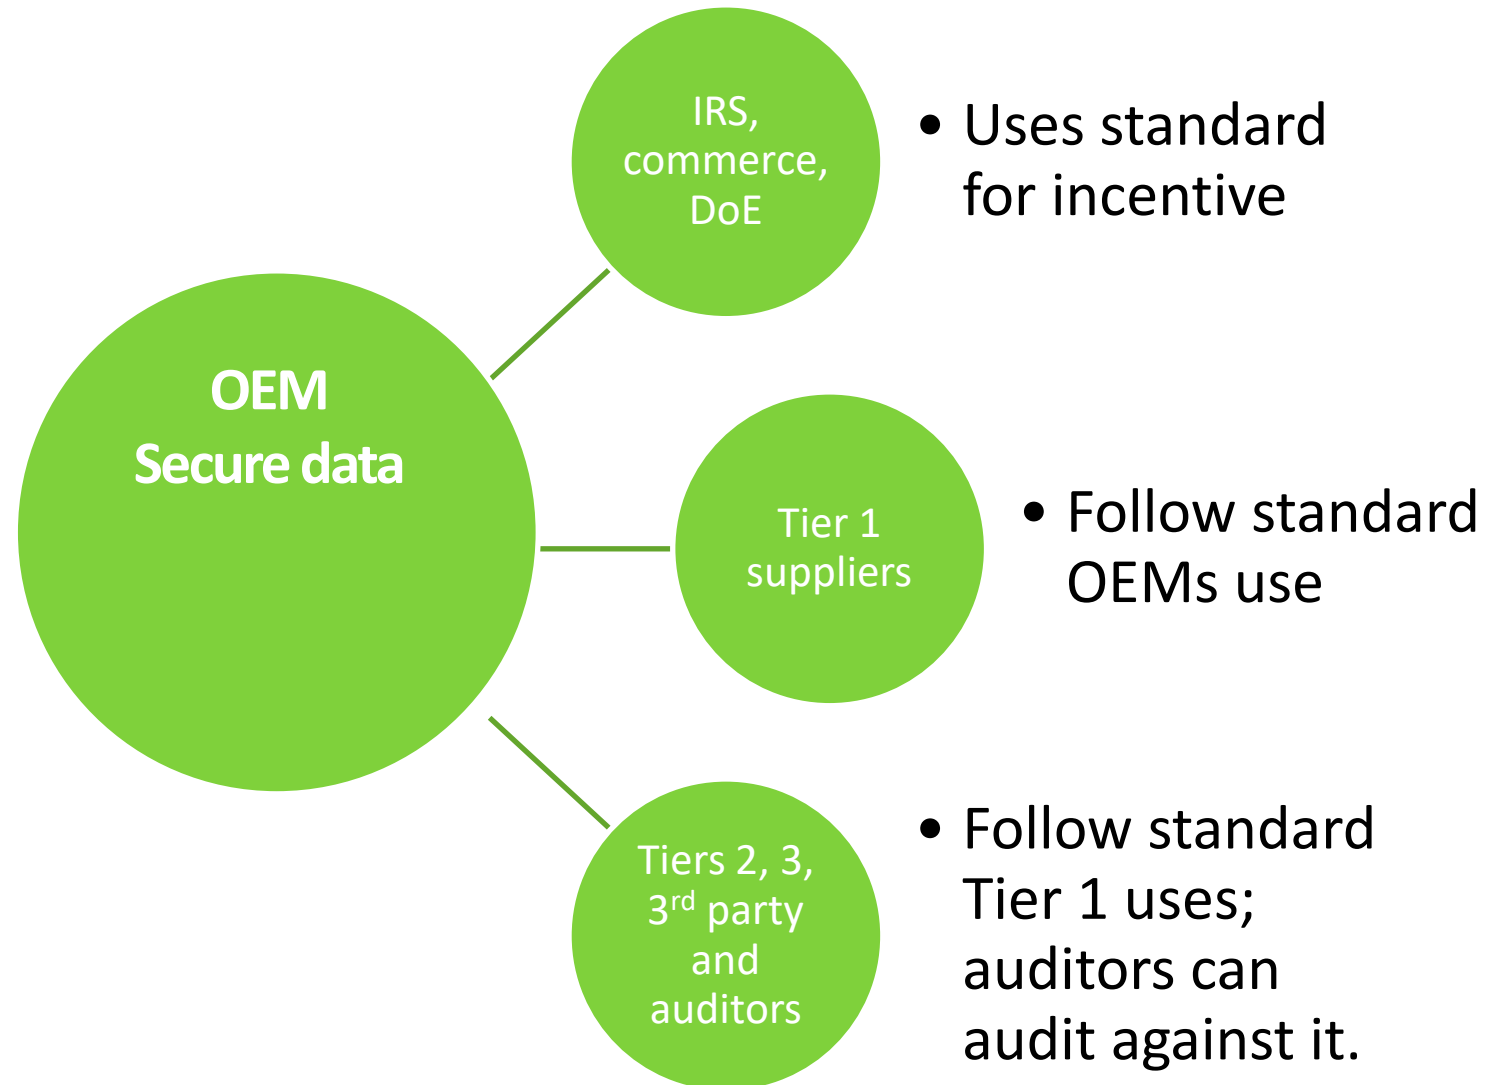 IRS,
commerce,
DoE
• Uses standard
for incentive
OEM
Secure data
Tier 1
suppliers
• Follow standard
OEMs use
Tiers 2, 3,
3rd party
and
auditors
• Follow standard
Tier 1 uses;
auditors can
audit against it.